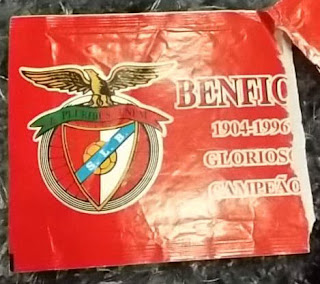 E PLURIBUS UNUM
S.L.B.
BENFIC
1904-1996
GLORIOSO
CAMPEÃO